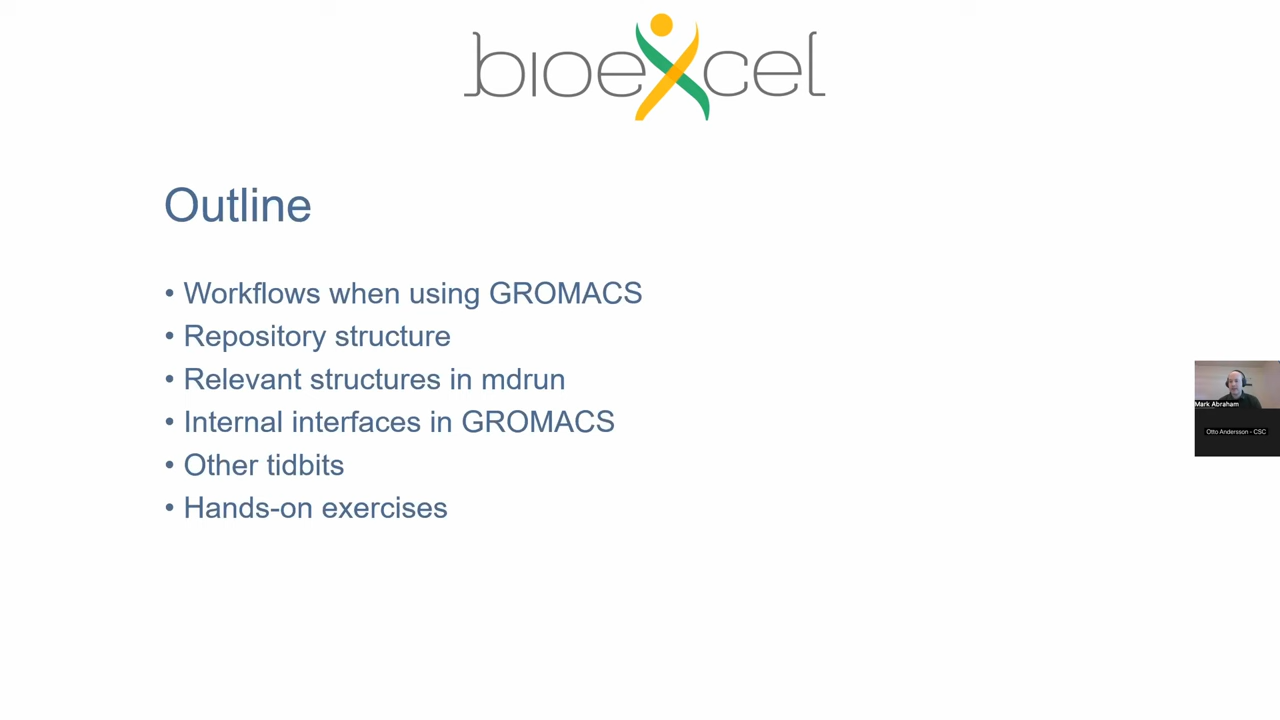 bioexcel
Outline
• Workflows when using GROMACS
• Repository structure
• Relevant structures in mdrun
• Internal interfaces in GROMACS
• Other tidbits
• Hands-on exercises
Mark Abraham
Otto Andersson - CSC